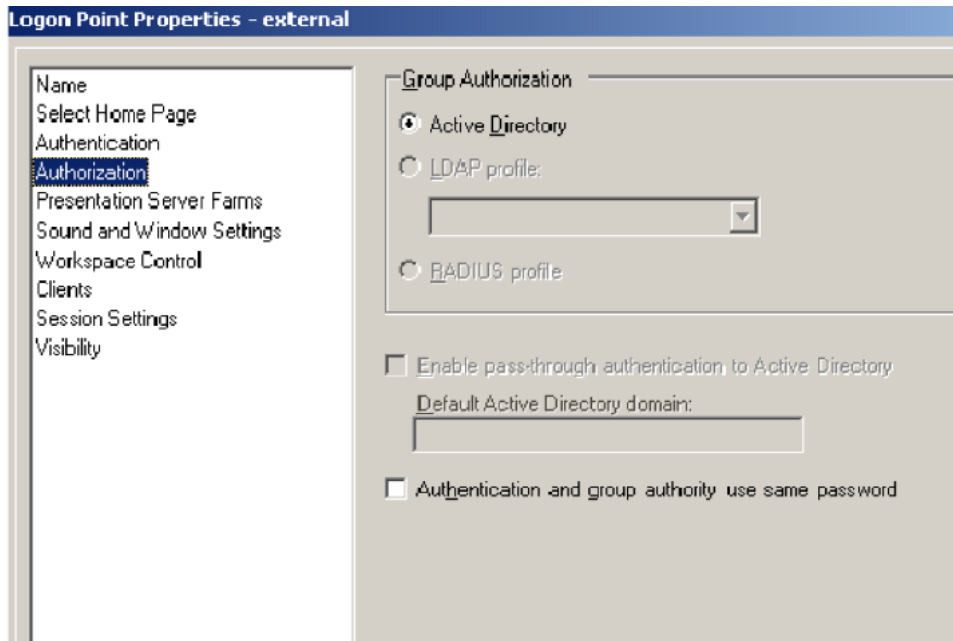 Logon Point Properties - external
Name
Select Home Page
Authentication
Authorization
Presentation Server Farms
Sound and Window Settings
Workspace Control
Clients
Session Settings
Visibility
Group Authorization
Active Directory
LDAP profile:
RADIUS profile
Enable pass-through authentication to Active Directory
Default Active Directory domain:
Authentication and group authority use same password